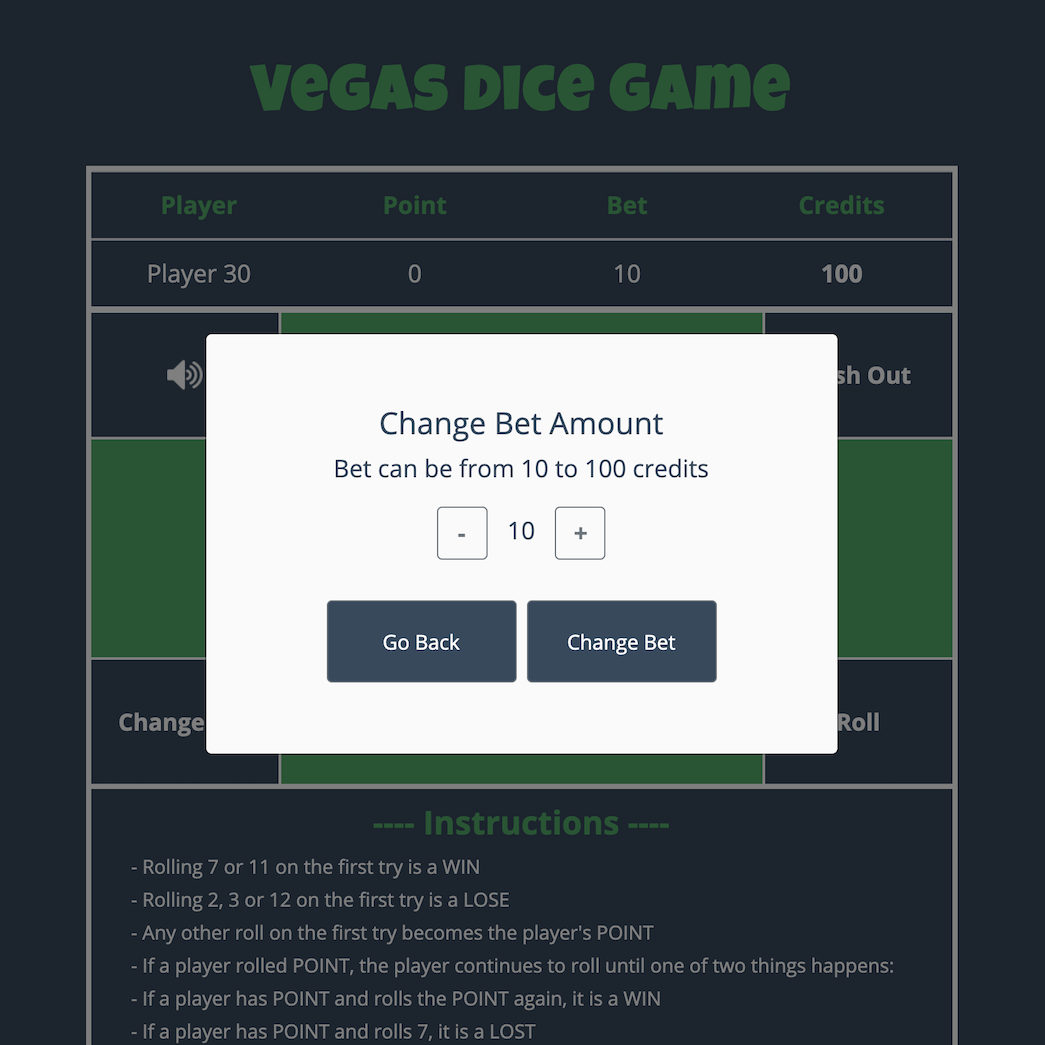 Vegas Dice Game
Player Point Bet Credits
Player 30 0 10 100
sh Out
Change Bet Amount
Bet can be from 10 to 100 credits
- 10 +
Go Back Change Bet
Change Roll
---- Instructions ----
- Rolling 7 or 11 on the first try is a WIN
- Rolling 2, 3 or 12 on the first try is a LOSE
- Any other roll on the first try becomes the player's POINT
- If a player rolled POINT, the player continues to roll until one of two things happens:
- If a player has POINT and rolls the POINT again, it is a WIN
- If a player has POINT and rolls 7, it is a LOST